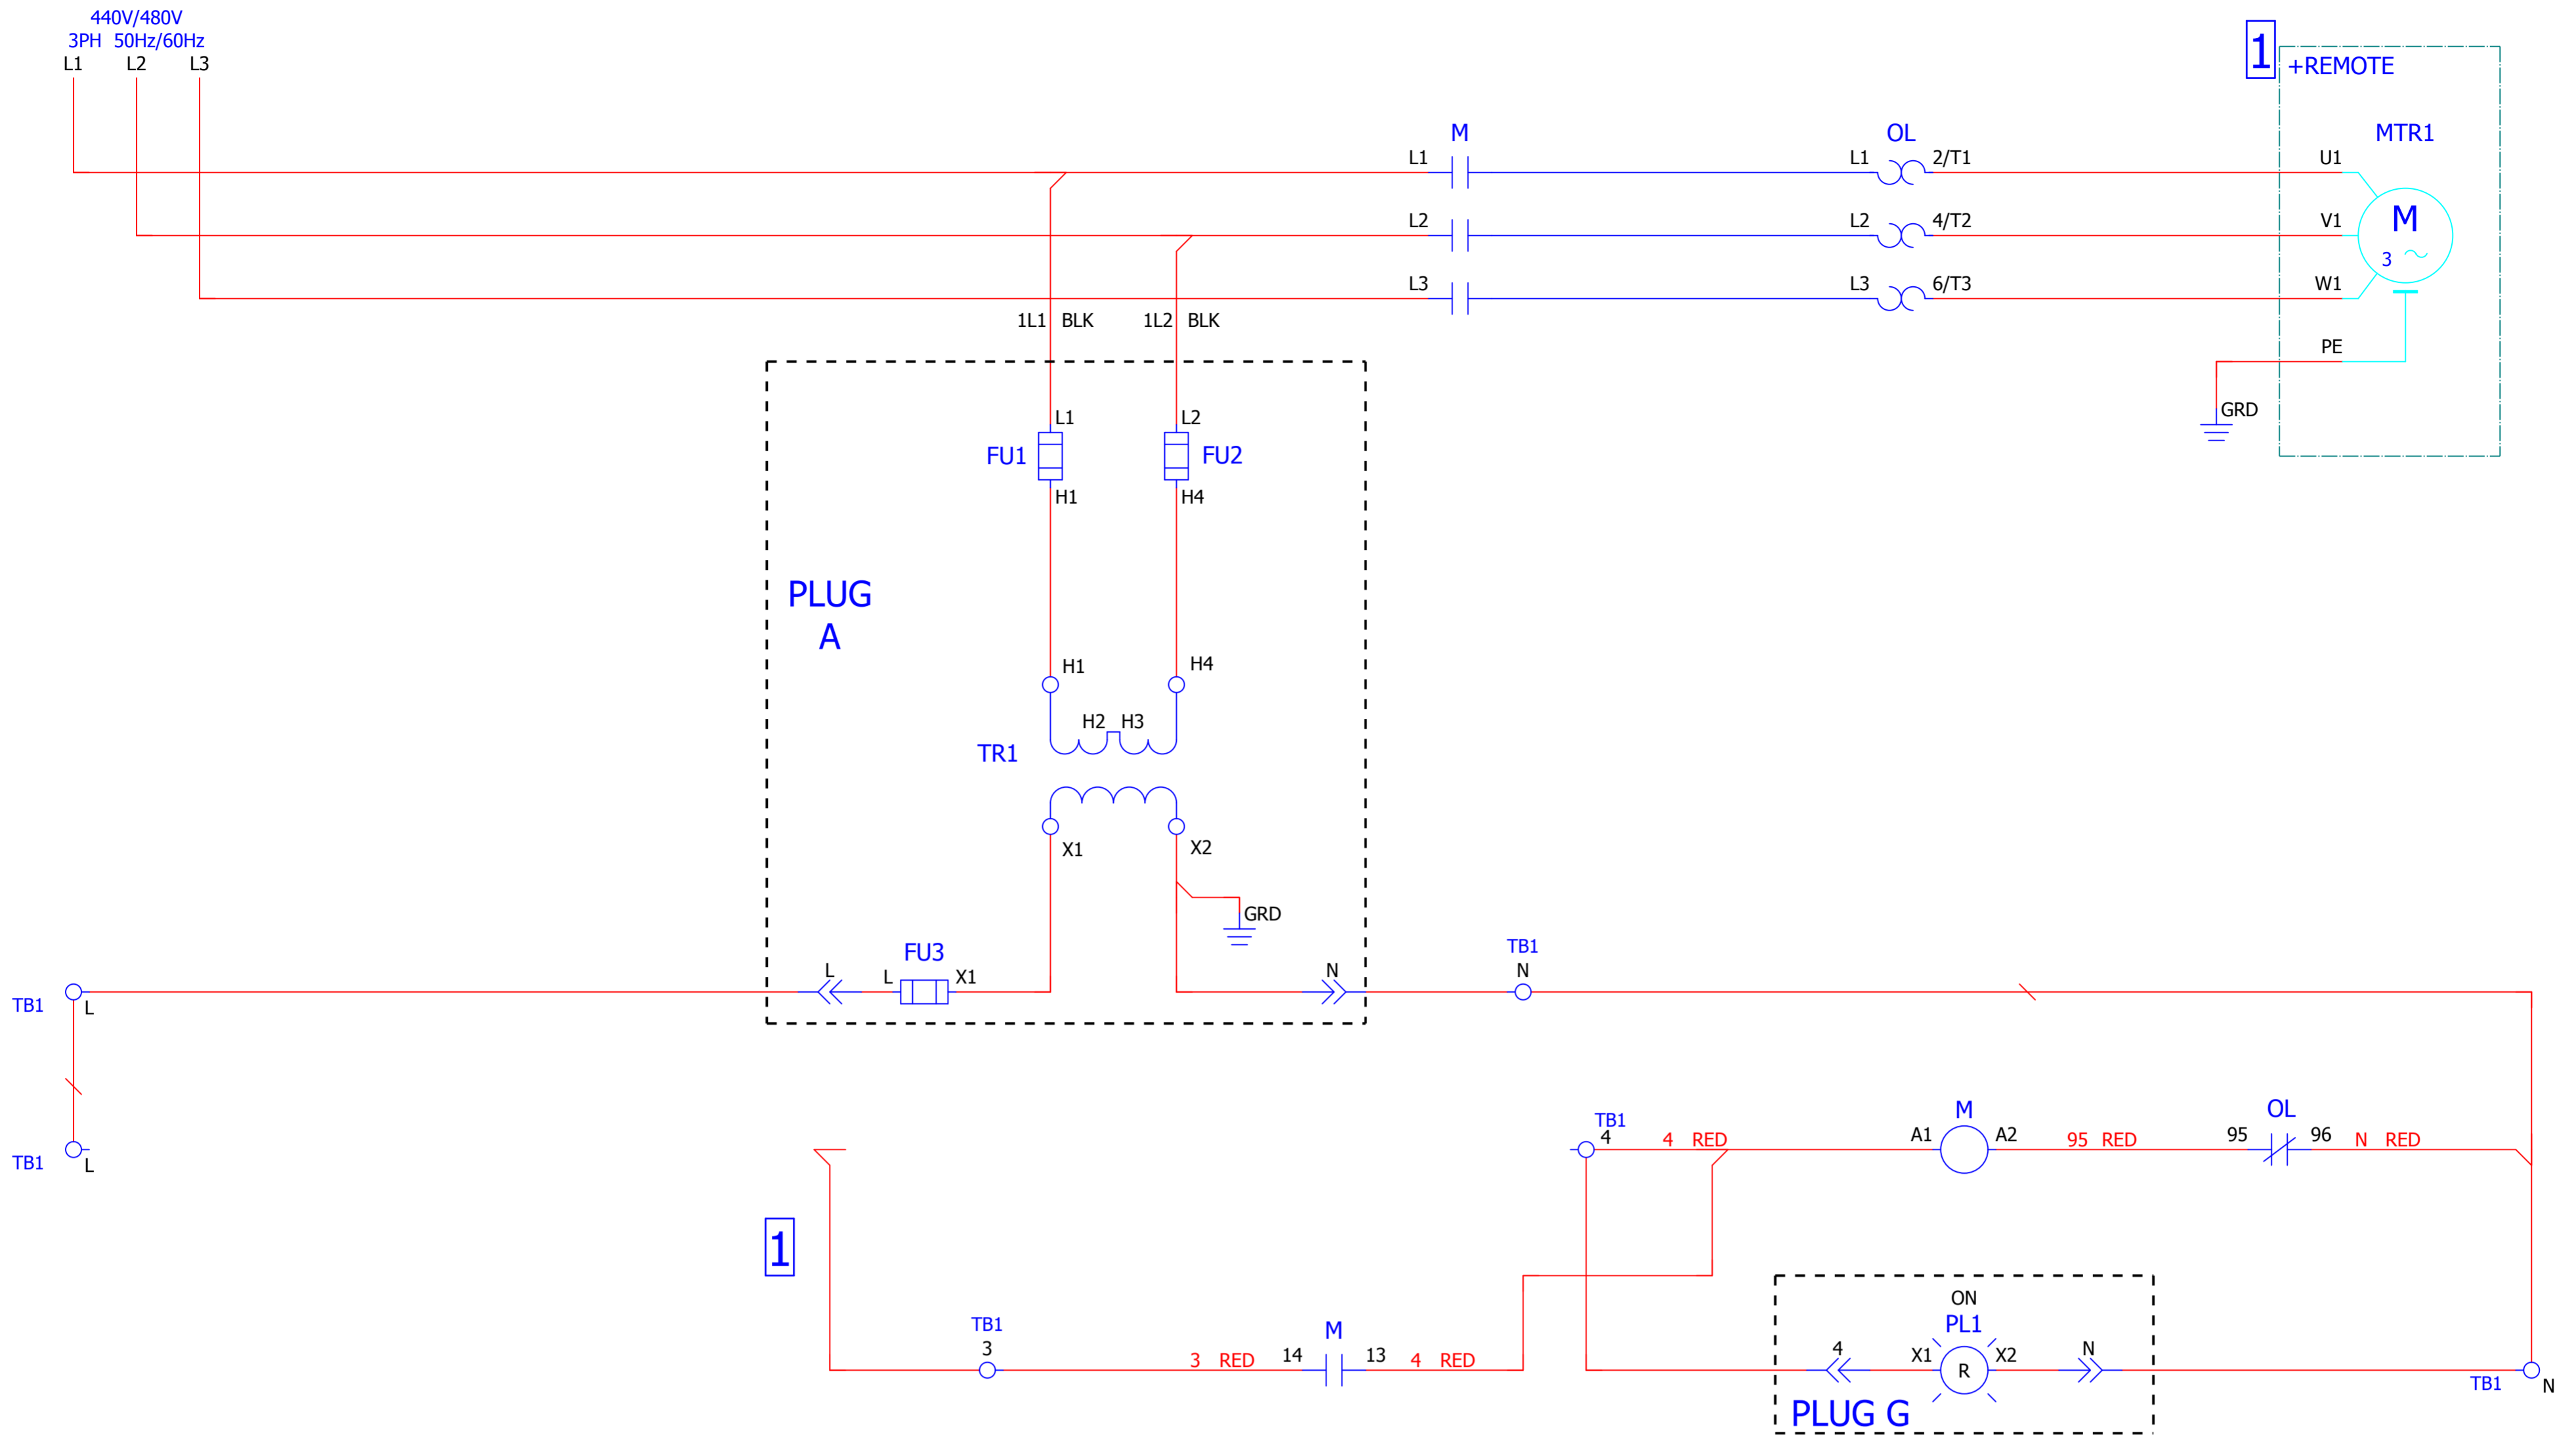 440V/480V
3PH 50Hz/60Hz
L1 L2 L3
1
+REMOTE
M OL MTR1
L1 L1 2/T1 U1
L2 L2 4/T2 V1
M
3
L3 L3 6/T3 W1
1L1 BLK 1L2 BLK
PE
GRD
L1 L2
FU1 FU2
H1 H4
PLUG
A
H1 H4
H2 H3
TR1
X1 X2
GRD
FU3
TB1
L L X1 N N
TB1 L
M OL
TB1
4 4 RED A1 A2 95 RED 95 96 N RED
TB1 L
1
ON
TB1 M PL1
3 3 RED 14 13 4 RED 4 X1 R X2 N
TB1 N
PLUG G